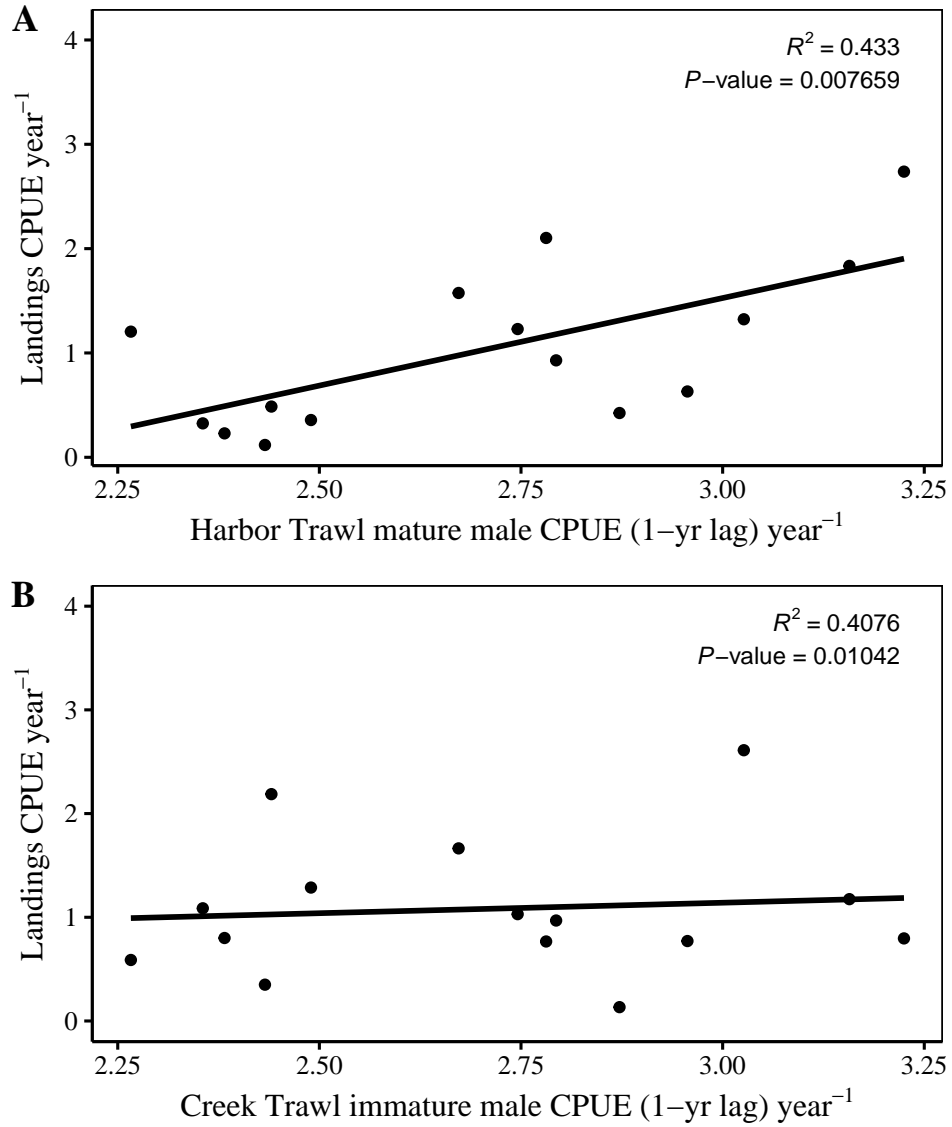 A
R² = 0.433
P−value = 0.007659
Landings CPUE year⁻¹
4
3
2
1
0
2.25 2.50 2.75 3.00 3.25
Harbor Trawl mature male CPUE (1−yr lag) year⁻¹
B
R² = 0.4076
P−value = 0.01042
Landings CPUE year⁻¹
4
3
2
1
0
2.25 2.50 2.75 3.00 3.25
Creek Trawl immature male CPUE (1−yr lag) year⁻¹